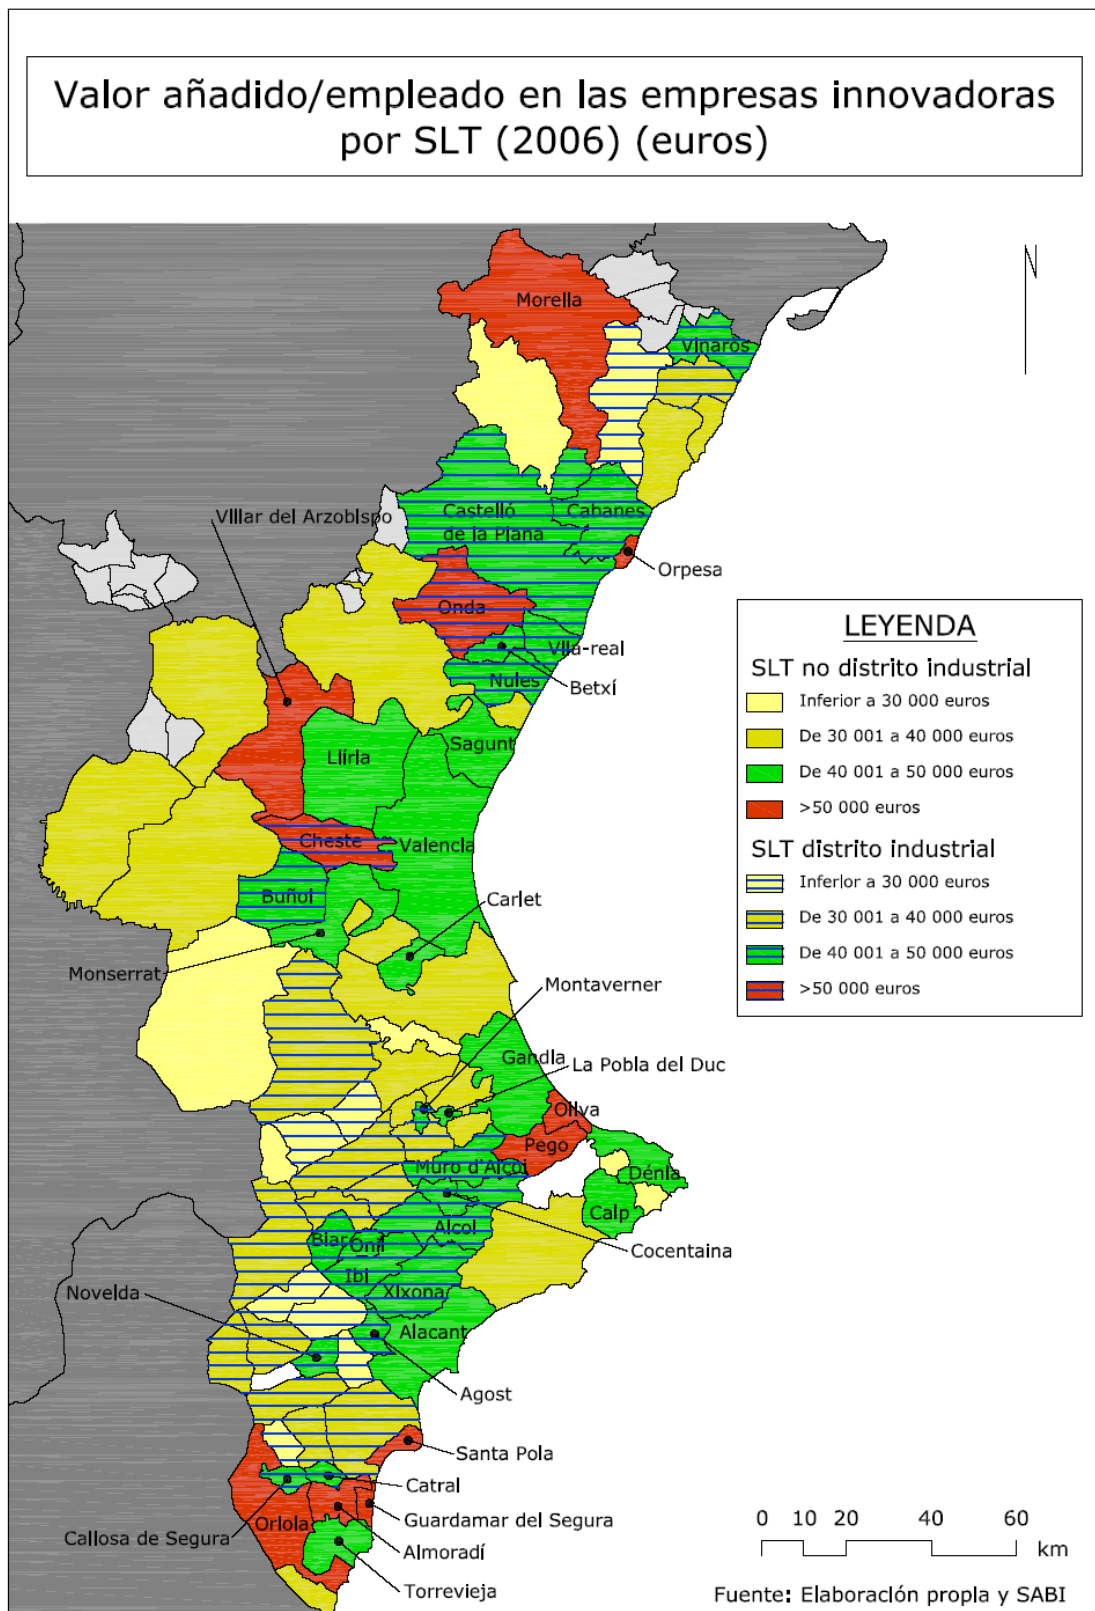 Valor añadido/empleado en las empresas innovadoras
por SLT (2006) (euros)
N
Morella
Vinaròs
Villar del Arzobispo
Castelló
de la Plana
Cabanes
Orpesa
Onda
Vila-real
Betxí
Nules
Sagunt
Llíria
Cheste
Valencia
Buñol
Carlet
Monserrat
Montaverner
Gandia
La Pobla del Duc
Oliva
Pego
Muro d'Alcoi
Dénia
Calp
Alcoi
Cocentaina
Biar
Onil
Ibi
Xixona
Novelda
Alacant
Agost
Santa Pola
Catral
Callosa de Segura
Oriola
Guardamar del Segura
Almoradí
Torrevieja
LEYENDA
SLT no distrito industrial
Inferior a 30 000 euros
De 30 001 a 40 000 euros
De 40 001 a 50 000 euros
>50 000 euros
SLT distrito industrial
Inferior a 30 000 euros
De 30 001 a 40 000 euros
De 40 001 a 50 000 euros
>50 000 euros
0 10 20 40 60
km
Fuente: Elaboración propia y SABI